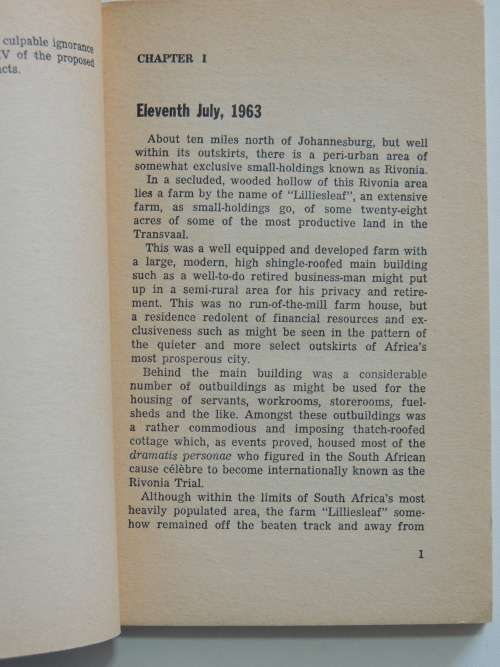 culpable ignorance
V of the proposed
acts.
CHAPTER I
Eleventh July, 1963
About ten miles north of Johannesburg, but well
within its outskirts, there is a peri-urban area of
somewhat exclusive small-holdings known as Rivonia.
In a secluded, wooded hollow of this Rivonia area
lies a farm by the name of "Lilliesleaf", an extensive
farm, as small-holdings go, of some twenty-eight
acres of some of the most productive land in the
Transvaal.
This was a well equipped and developed farm with
a large, modern, high shingle-roofed main building
such as a well-to-do retired business-man might put
up in a semi-rural area for his privacy and retire-
ment. This was no run-of-the-mill farm house, but
a residence redolent of financial resources and ex-
clusiveness such as might be seen in the pattern of
the quieter and more select outskirts of Africa's
most prosperous city.
Behind the main building was a considerable
number of outbuildings as might be used for the
housing of servants, workrooms, storerooms, fuel-
sheds and the like. Amongst these outbuildings was
a rather commodious and imposing thatch-roofed
cottage which, as events proved, housed most of the
dramatis personae who figured in the South African
cause célèbre to become internationally known as the
Rivonia Trial.
Although within the limits of South Africa's most
heavily populated area, the farm "Lilliesleaf" some-
how remained off the beaten track and away from
1